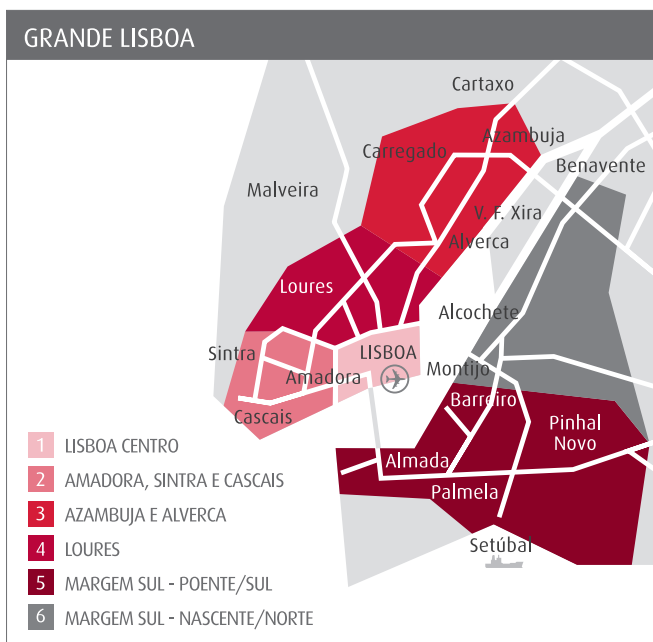 GRANDE LISBOA
Cartaxo
Azambuja
Carregado
Benavente
Malveira
V. F. Xira
Alverca
Loures
Alcochete
Sintra
LISBOA
Amadora
Montijo
Cascais
Barreiro
Pinhal
Novo
Almada
Palmela
Setúbal
1 LISBOA CENTRO
2 AMADORA, SINTRA E CASCAIS
3 AZAMBUJA E ALVERCA
4 LOURES
5 MARGEM SUL - POENTE/SUL
6 MARGEM SUL - NASCENTE/NORTE